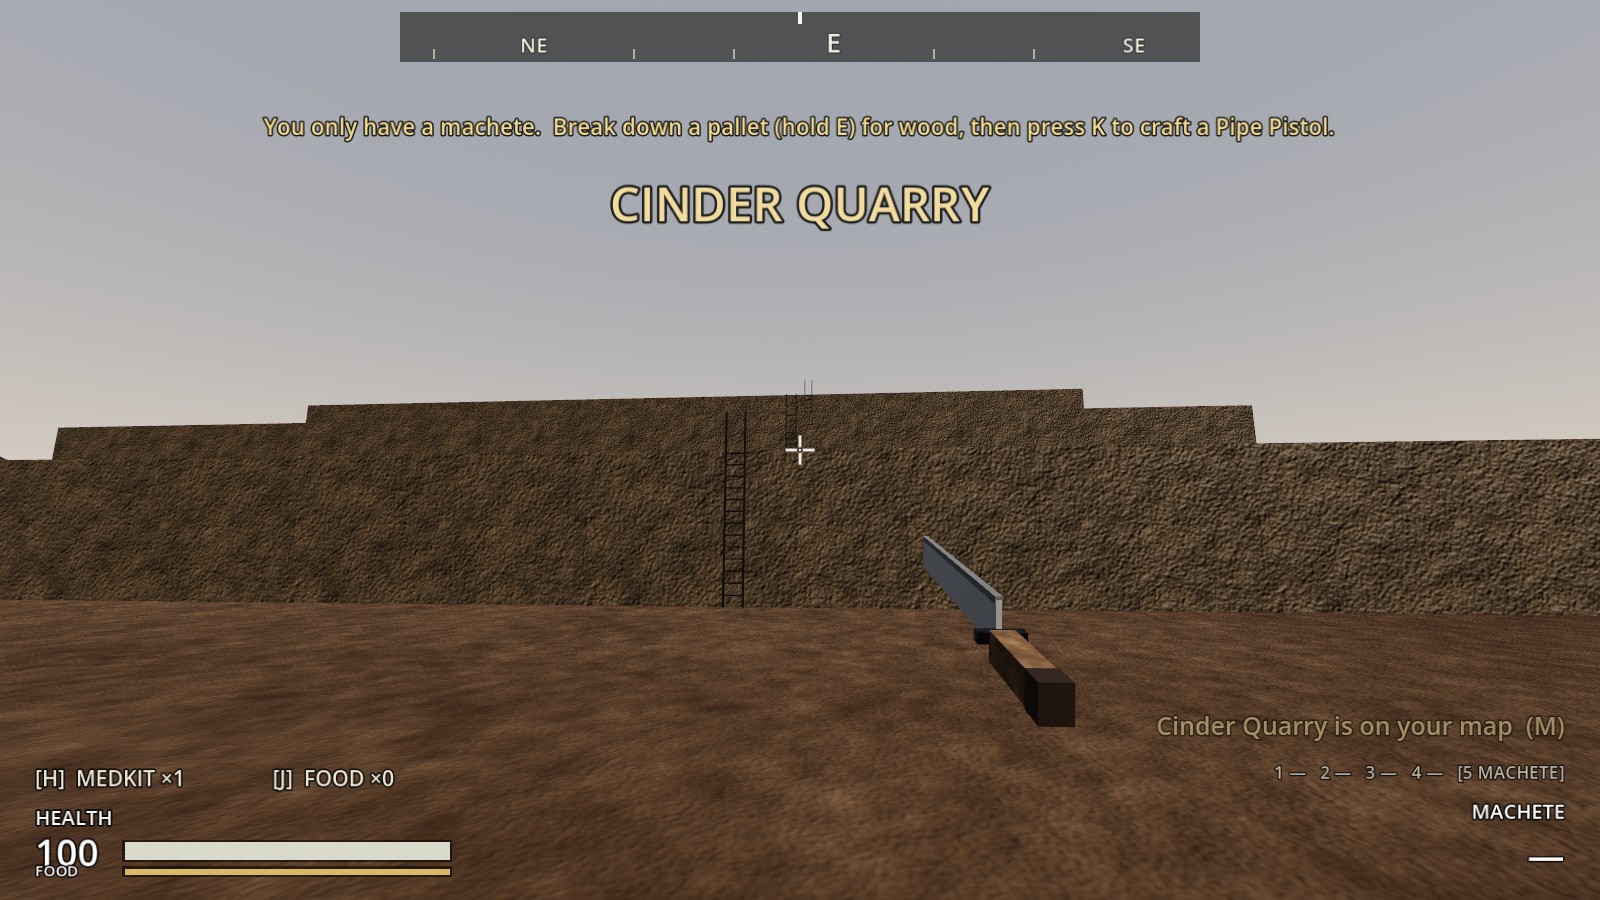 NE E SE
You only have a machete. Break down a pallet (hold E) for wood, then press K to craft a Pipe Pistol.
CINDER QUARRY
Cinder Quarry is on your map (M)
1 — 2 — 3 — 4 — [5 MACHETE]
[H] MEDKIT ×1 [J] FOOD ×0
HEALTH
MACHETE
100
FOOD
—